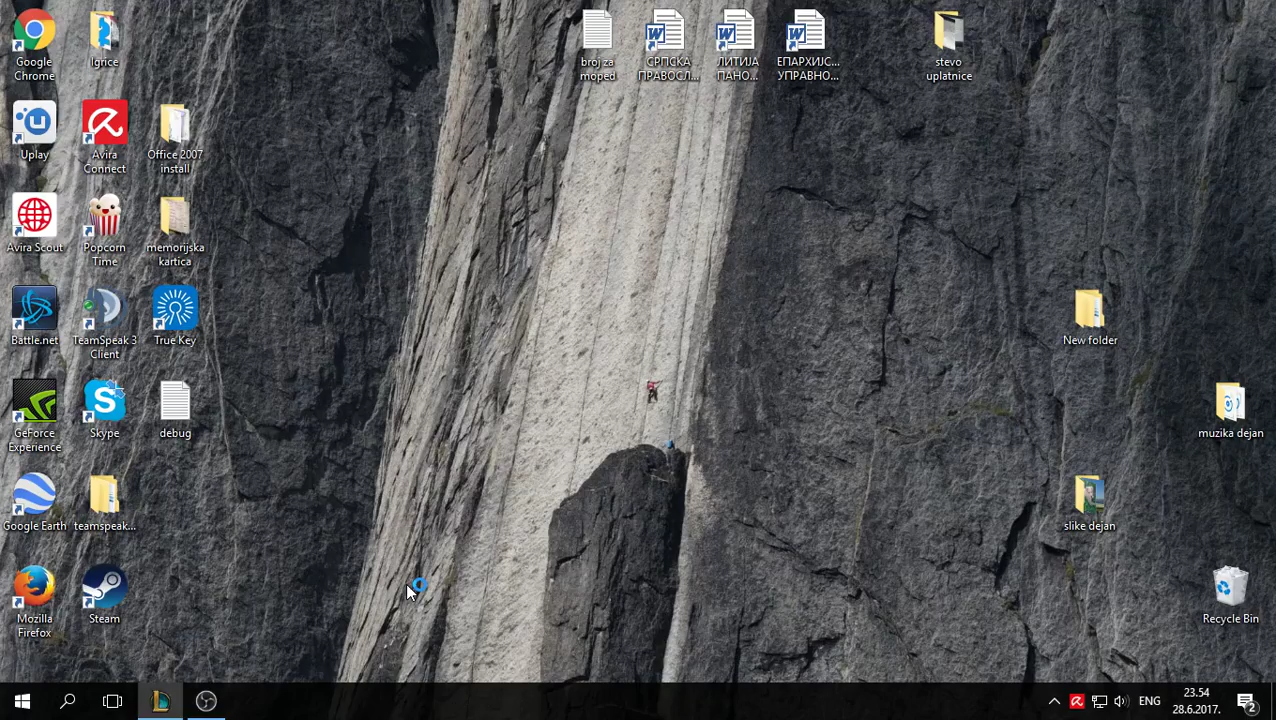 Google
Chrome
Igrice
broj za
moped
СРПСКА
ПРАВОСЛ...
ЛИТИЈА
ПАНО...
ЕПАРХИЈС...
УПРАВНО...
stevo
uplatnice
Uplay
Avira
Connect
Office 2007
install
Avira Scout
Popcorn
Time
memorijska
kartica
Battle.net
TeamSpeak 3
Client
True Key
New folder
GeForce
Experience
Skype
debug
muzika dejan
Google Earth
teamspeak...
slike dejan
Mozilla
Firefox
Steam
Recycle Bin
ENG
23.54
28.6.2017.
2